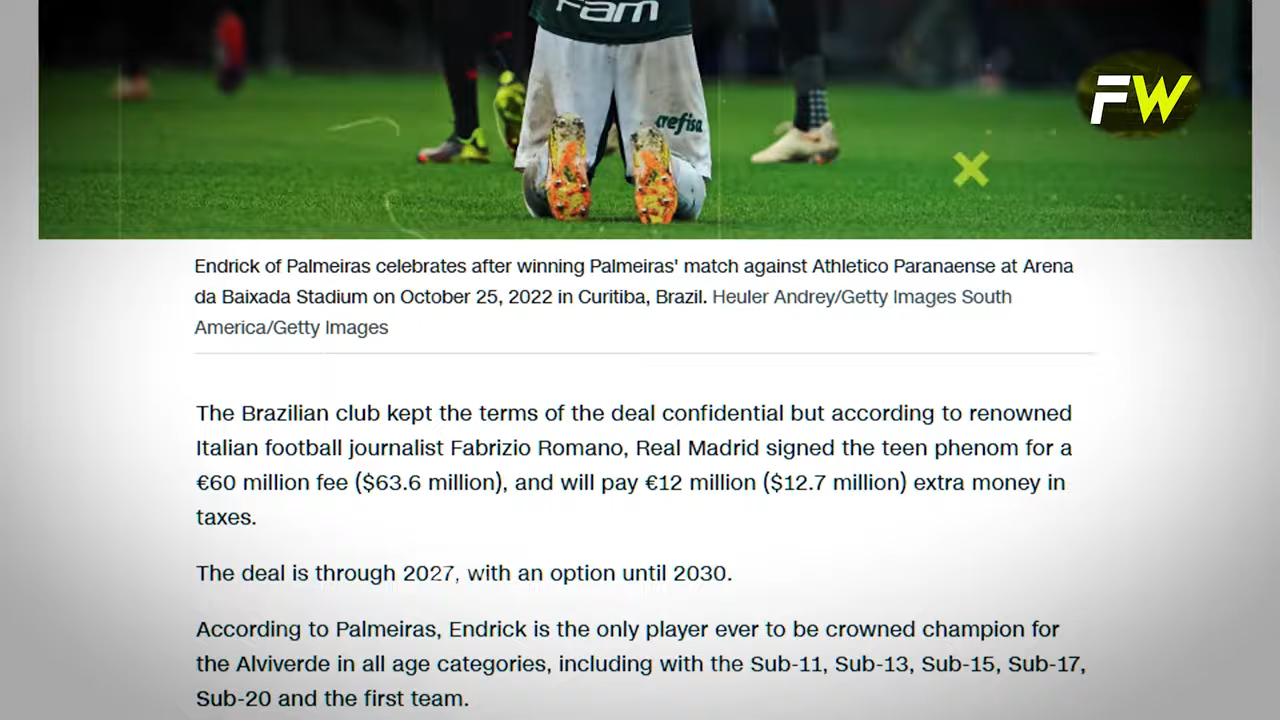 Fam
crefisa
FW
Endrick of Palmeiras celebrates after winning Palmeiras' match against Athletico Paranaense at Arena
da Baixada Stadium on October 25, 2022 in Curitiba, Brazil. Heuler Andrey/Getty Images South
America/Getty Images
The Brazilian club kept the terms of the deal confidential but according to renowned
Italian football journalist Fabrizio Romano, Real Madrid signed the teen phenom for a
€60 million fee ($63.6 million), and will pay €12 million ($12.7 million) extra money in
taxes.
The deal is through 2027, with an option until 2030.
According to Palmeiras, Endrick is the only player ever to be crowned champion for
the Alviverde in all age categories, including with the Sub-11, Sub-13, Sub-15, Sub-17,
Sub-20 and the first team.